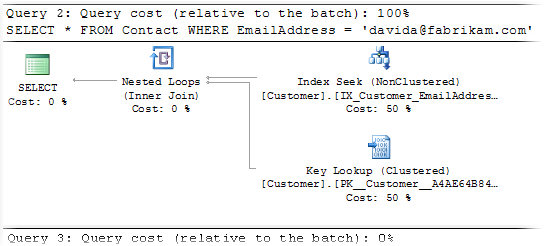 Query 2: Query cost (relative to the batch): 100%
SELECT * FROM Contact WHERE EmailAddress = 'davida@fabrikam.com'
SELECT
Cost: 0 %
Nested Loops
(Inner Join)
Cost: 0 %
Index Seek (NonClustered)
[Customer].[IX_Customer_EmailAddres…
Cost: 50 %
Key Lookup (Clustered)
[Customer].[PK__Customer__A4AE64B84…
Cost: 50 %
Query 3: Query cost (relative to the batch): 0%